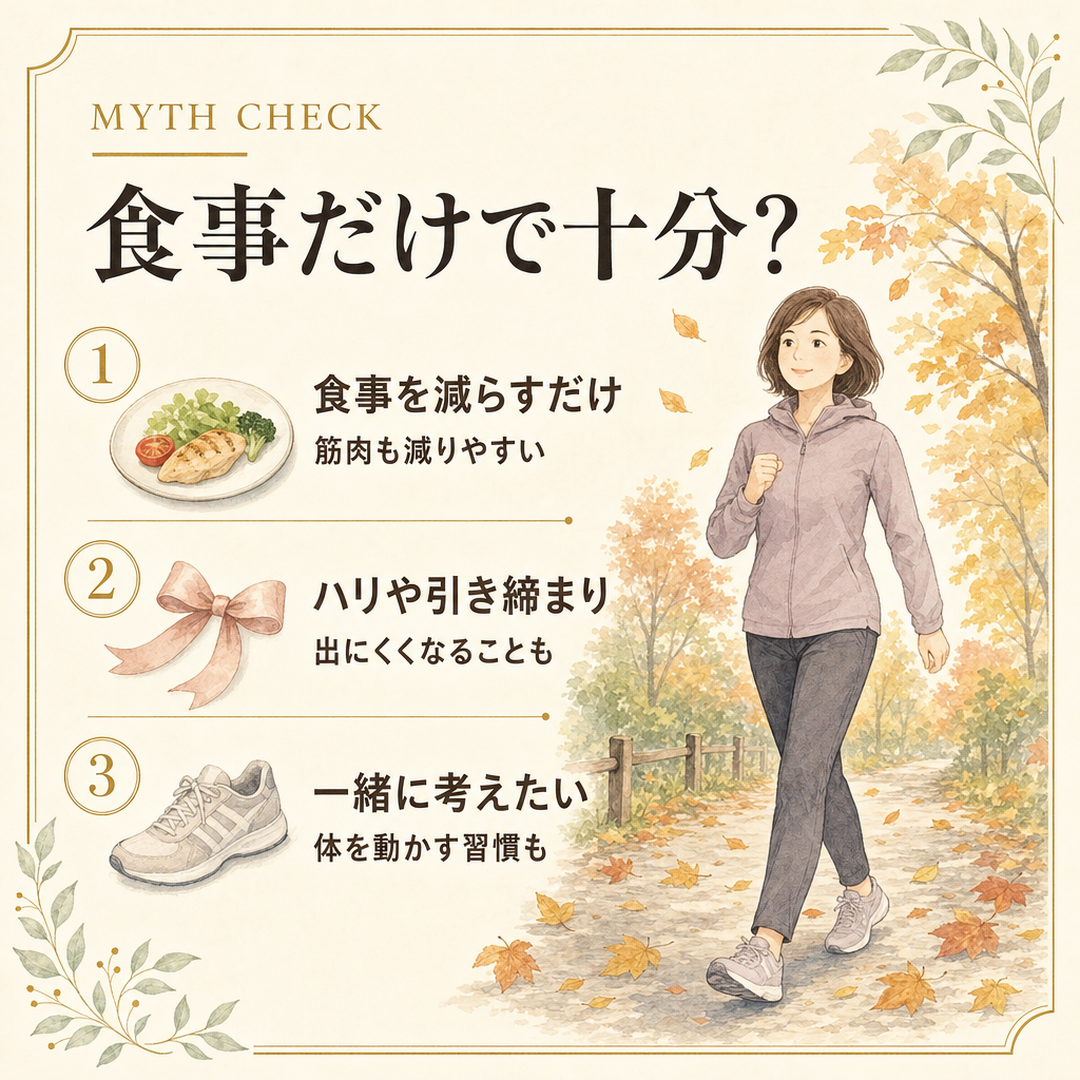 MYTH CHECK
食事だけで十分?
1
食事を減らすだけ
筋肉も減りやすい
2
ハリや引き締まり
出にくくなることも
3
一緒に考えたい
体を動かす習慣も